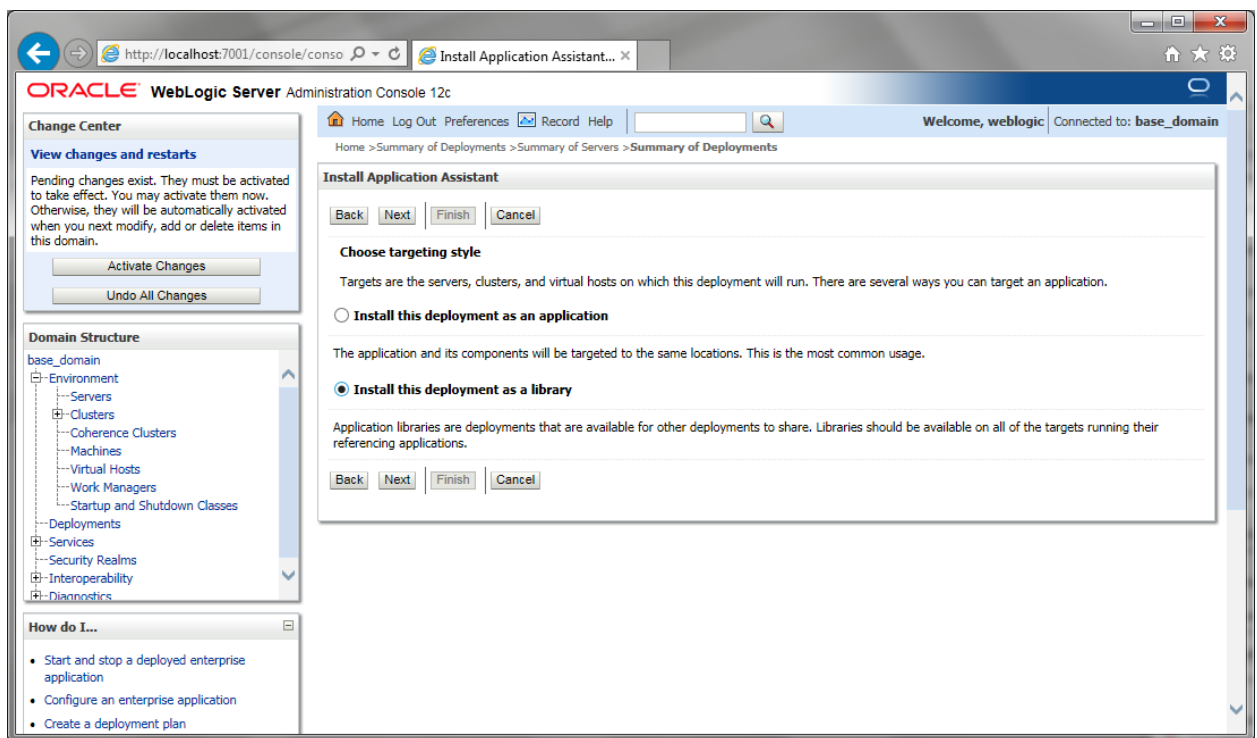 http://localhost:7001/console/conso
Install Application Assistant...
ORACLE WebLogic Server Administration Console 12c
Change Center
View changes and restarts
Pending changes exist. They must be activated
to take effect. You may activate them now.
Otherwise, they will be automatically activated
when you next modify, add or delete items in
this domain.
Activate Changes
Undo All Changes
Domain Structure
base_domain
Environment
Servers
Clusters
Coherence Clusters
Machines
Virtual Hosts
Work Managers
Startup and Shutdown Classes
Deployments
Services
Security Realms
Interoperability
Diagnostics
How do I...
• Start and stop a deployed enterprise
application
• Configure an enterprise application
• Create a deployment plan
Home Log Out Preferences Record Help
Welcome, weblogic Connected to: base_domain
Home >Summary of Deployments >Summary of Servers >Summary of Deployments
Install Application Assistant
Back Next Finish Cancel
Choose targeting style
Targets are the servers, clusters, and virtual hosts on which this deployment will run. There are several ways you can target an application.
Install this deployment as an application
The application and its components will be targeted to the same locations. This is the most common usage.
Install this deployment as a library
Application libraries are deployments that are available for other deployments to share. Libraries should be available on all of the targets running their
referencing applications.
Back Next Finish Cancel